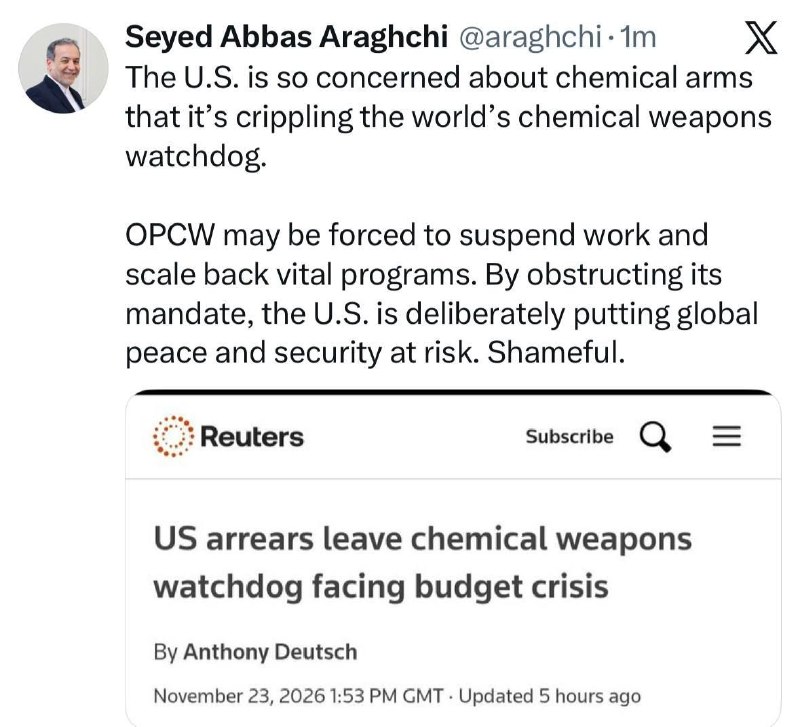 Seyed Abbas Araghchi @araghchi · 1m
The U.S. is so concerned about chemical arms
that it’s crippling the world’s chemical weapons
watchdog.
OPCW may be forced to suspend work and
scale back vital programs. By obstructing its
mandate, the U.S. is deliberately putting global
peace and security at risk. Shameful.
Reuters Subscribe
US arrears leave chemical weapons
watchdog facing budget crisis
By Anthony Deutsch
November 23, 2026 1:53 PM GMT · Updated 5 hours ago